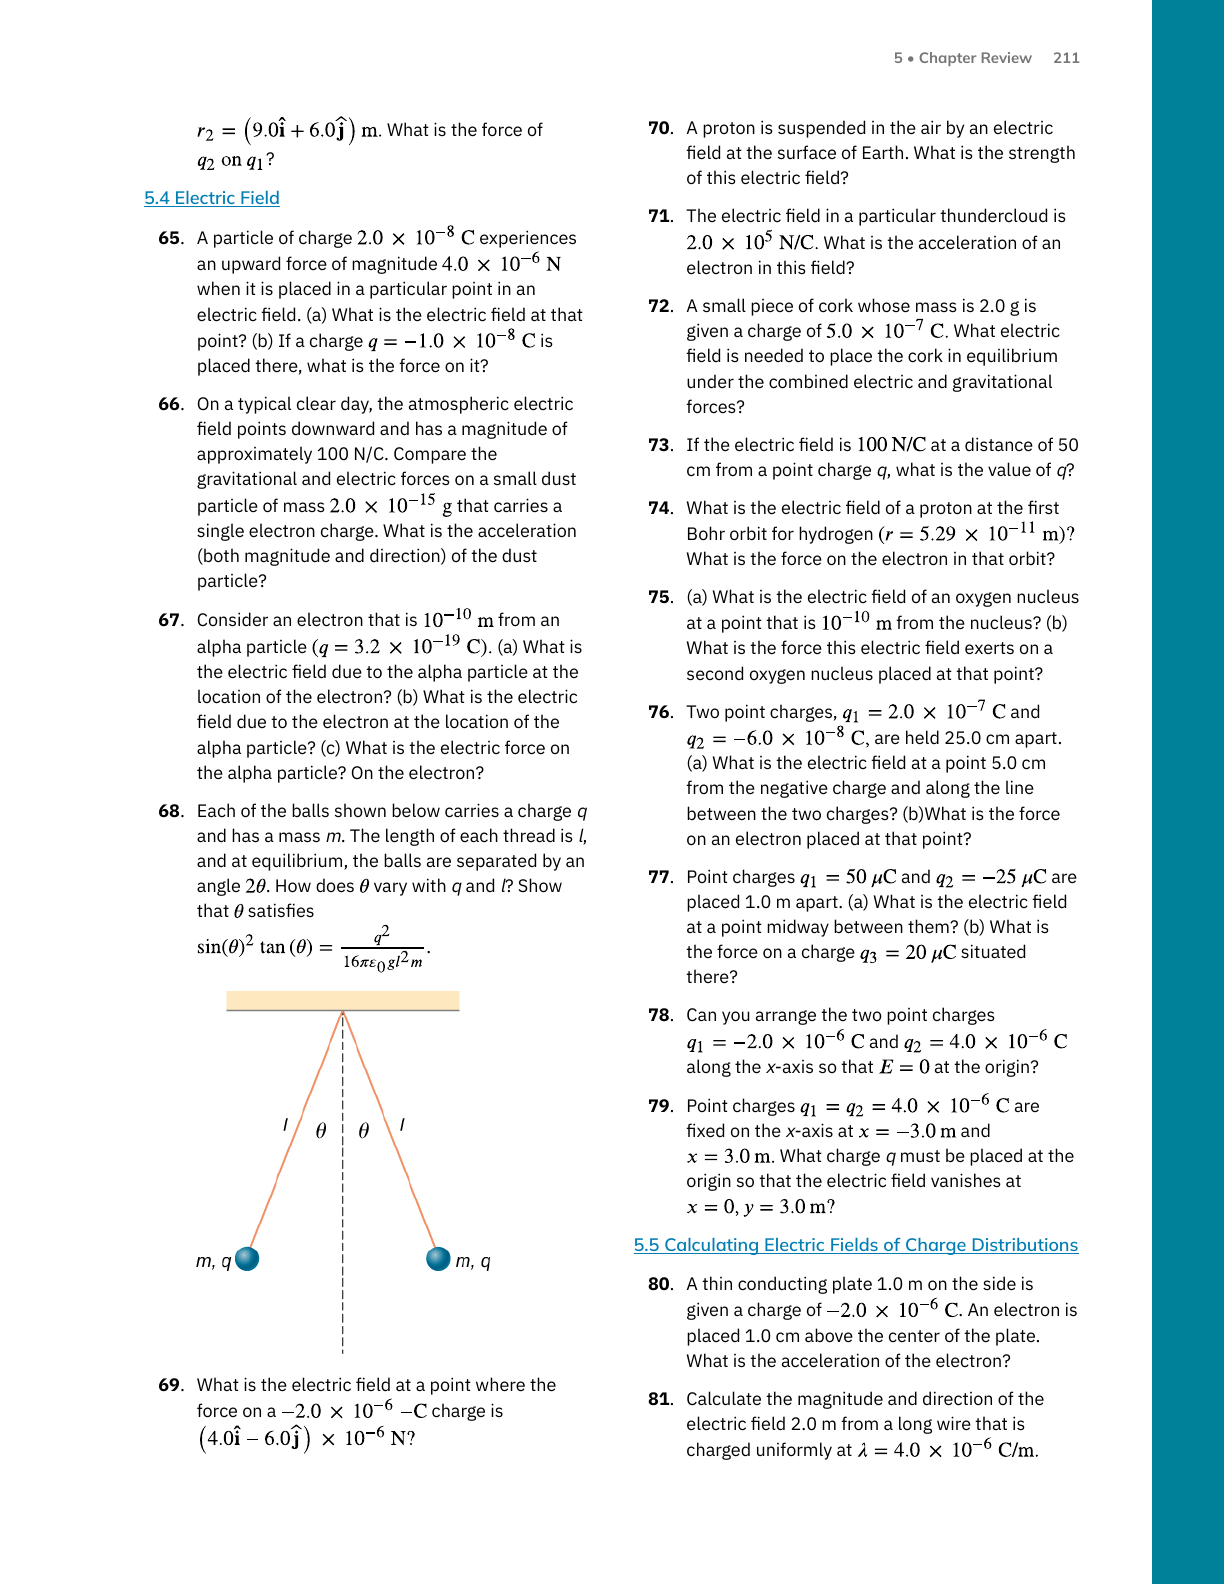 5 • Chapter Review 211
r₂ = (9.0î + 6.0ĵ) m. What is the force of
q₂ on q₁?
5.4 Electric Field
65. A particle of charge 2.0 × 10⁻⁸ C experiences
an upward force of magnitude 4.0 × 10⁻⁶ N
when it is placed in a particular point in an
electric field. (a) What is the electric field at that
point? (b) If a charge q = −1.0 × 10⁻⁸ C is
placed there, what is the force on it?
66. On a typical clear day, the atmospheric electric
field points downward and has a magnitude of
approximately 100 N/C. Compare the
gravitational and electric forces on a small dust
particle of mass 2.0 × 10⁻¹⁵ g that carries a
single electron charge. What is the acceleration
(both magnitude and direction) of the dust
particle?
67. Consider an electron that is 10⁻¹⁰ m from an
alpha particle (q = 3.2 × 10⁻¹⁹ C). (a) What is
the electric field due to the alpha particle at the
location of the electron? (b) What is the electric
field due to the electron at the location of the
alpha particle? (c) What is the electric force on
the alpha particle? On the electron?
68. Each of the balls shown below carries a charge q
and has a mass m. The length of each thread is l,
and at equilibrium, the balls are separated by an
angle 2θ. How does θ vary with q and l? Show
that θ satisfies
sin(θ)² tan (θ) = q² / 16πε₀gl²m.
l θ θ l
m, q m, q
69. What is the electric field at a point where the
force on a −2.0 × 10⁻⁶ −C charge is
(4.0î − 6.0ĵ) × 10⁻⁶ N?
70. A proton is suspended in the air by an electric
field at the surface of Earth. What is the strength
of this electric field?
71. The electric field in a particular thundercloud is
2.0 × 10⁵ N/C. What is the acceleration of an
electron in this field?
72. A small piece of cork whose mass is 2.0 g is
given a charge of 5.0 × 10⁻⁷ C. What electric
field is needed to place the cork in equilibrium
under the combined electric and gravitational
forces?
73. If the electric field is 100 N/C at a distance of 50
cm from a point charge q, what is the value of q?
74. What is the electric field of a proton at the first
Bohr orbit for hydrogen (r = 5.29 × 10⁻¹¹ m)?
What is the force on the electron in that orbit?
75. (a) What is the electric field of an oxygen nucleus
at a point that is 10⁻¹⁰ m from the nucleus? (b)
What is the force this electric field exerts on a
second oxygen nucleus placed at that point?
76. Two point charges, q₁ = 2.0 × 10⁻⁷ C and
q₂ = −6.0 × 10⁻⁸ C, are held 25.0 cm apart.
(a) What is the electric field at a point 5.0 cm
from the negative charge and along the line
between the two charges? (b)What is the force
on an electron placed at that point?
77. Point charges q₁ = 50 μC and q₂ = −25 μC are
placed 1.0 m apart. (a) What is the electric field
at a point midway between them? (b) What is
the force on a charge q₃ = 20 μC situated
there?
78. Can you arrange the two point charges
q₁ = −2.0 × 10⁻⁶ C and q₂ = 4.0 × 10⁻⁶ C
along the x-axis so that E = 0 at the origin?
79. Point charges q₁ = q₂ = 4.0 × 10⁻⁶ C are
fixed on the x-axis at x = −3.0 m and
x = 3.0 m. What charge q must be placed at the
origin so that the electric field vanishes at
x = 0, y = 3.0 m?
5.5 Calculating Electric Fields of Charge Distributions
80. A thin conducting plate 1.0 m on the side is
given a charge of −2.0 × 10⁻⁶ C. An electron is
placed 1.0 cm above the center of the plate.
What is the acceleration of the electron?
81. Calculate the magnitude and direction of the
electric field 2.0 m from a long wire that is
charged uniformly at λ = 4.0 × 10⁻⁶ C/m.